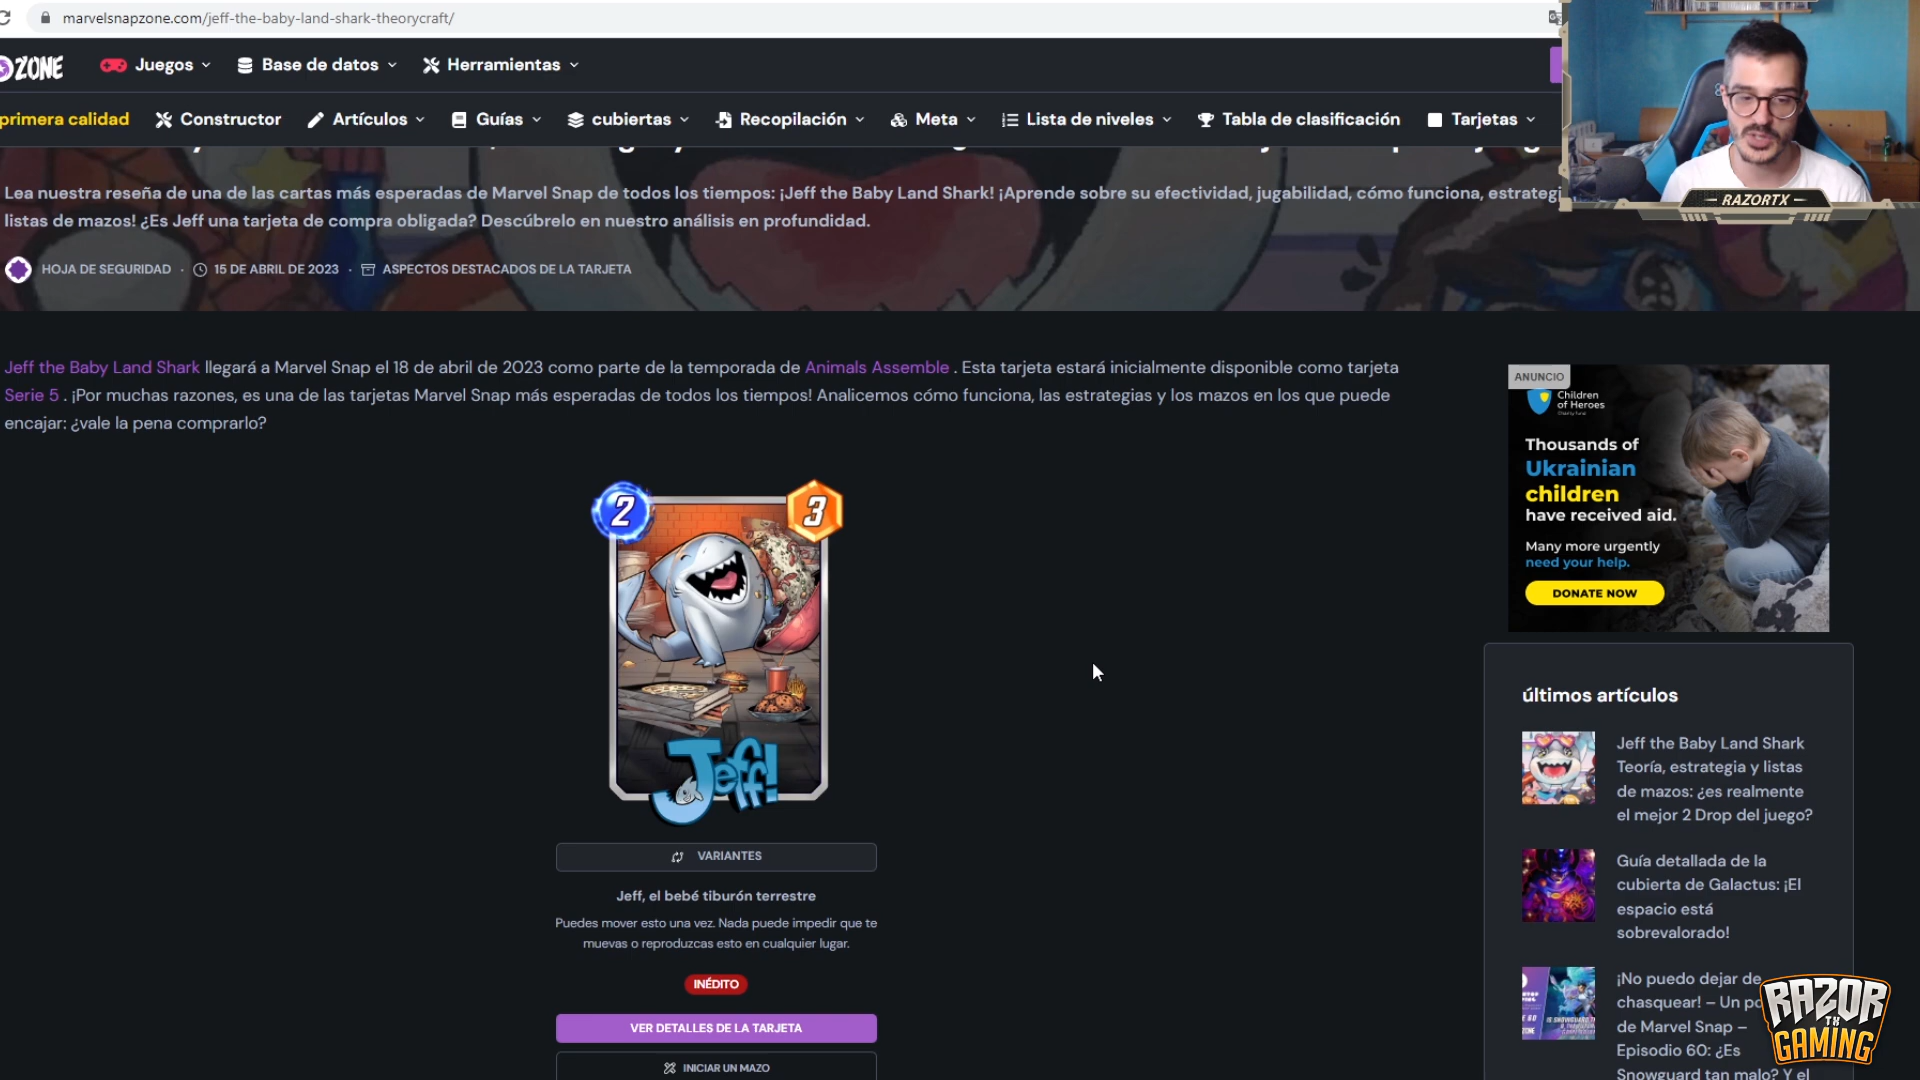 marvelsnapzone.com/jeff-the-baby-land-shark-theorycraft/
ZONE
Juegos
Base de datos
Herramientas
primera calidad
Constructor
Artículos
Guías
cubiertas
Recopilación
Meta
Lista de niveles
Tabla de clasificación
Tarjetas
RAZORTX
Lea nuestra reseña de una de las cartas más esperadas de Marvel Snap de todos los tiempos: ¡Jeff the Baby Land Shark! ¡Aprende sobre su efectividad, jugabilidad, cómo funciona, estrategi
listas de mazos! ¿Es Jeff una tarjeta de compra obligada? Descúbrelo en nuestro análisis en profundidad.
HOJA DE SEGURIDAD · 15 DE ABRIL DE 2023 · ASPECTOS DESTACADOS DE LA TARJETA
Jeff the Baby Land Shark llegará a Marvel Snap el 18 de abril de 2023 como parte de la temporada de Animals Assemble . Esta tarjeta estará inicialmente disponible como tarjeta
Serie 5 . ¡Por muchas razones, es una de las tarjetas Marvel Snap más esperadas de todos los tiempos! Analicemos cómo funciona, las estrategias y los mazos en los que puede
encajar: ¿vale la pena comprarlo?
2
3
Jeff!
VARIANTES
Jeff, el bebé tiburón terrestre
Puedes mover esto una vez. Nada puede impedir que te
muevas o reproduzcas esto en cualquier lugar.
INÉDITO
VER DETALLES DE LA TARJETA
INICIAR UN MAZO
ANUNCIO
Children
of Heroes
Charity fund
Thousands of
Ukrainian
children
have received aid.
Many more urgently
need your help.
DONATE NOW
últimos artículos
Jeff the Baby Land Shark
Teoría, estrategia y listas
de mazos: ¿es realmente
el mejor 2 Drop del juego?
Guía detallada de la
cubierta de Galactus: ¡El
espacio está
sobrevalorado!
¡No puedo dejar de
chasquear! – Un po
de Marvel Snap –
Episodio 60: ¿Es
Snowguard tan malo? Y el
RAZOR
TX
GAMING